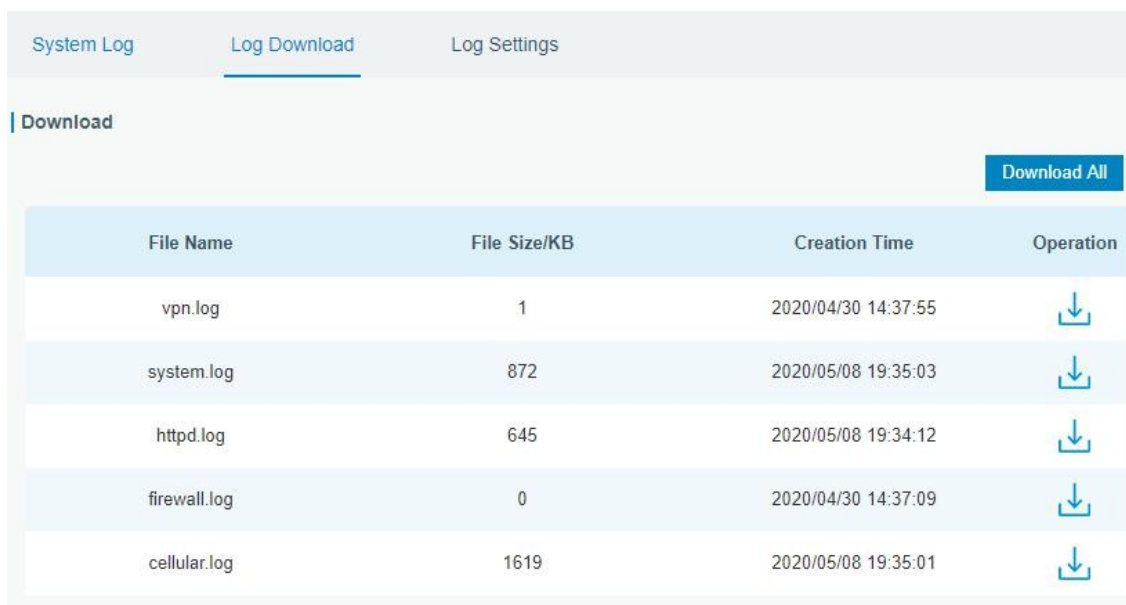 System Log Log Download Log Settings
Download
Download All
File Name File Size/KB Creation Time Operation
vpn.log 1 2020/04/30 14:37:55
system.log 872 2020/05/08 19:35:03
httpd.log 645 2020/05/08 19:34:12
firewall.log 0 2020/04/30 14:37:09
cellular.log 1619 2020/05/08 19:35:01